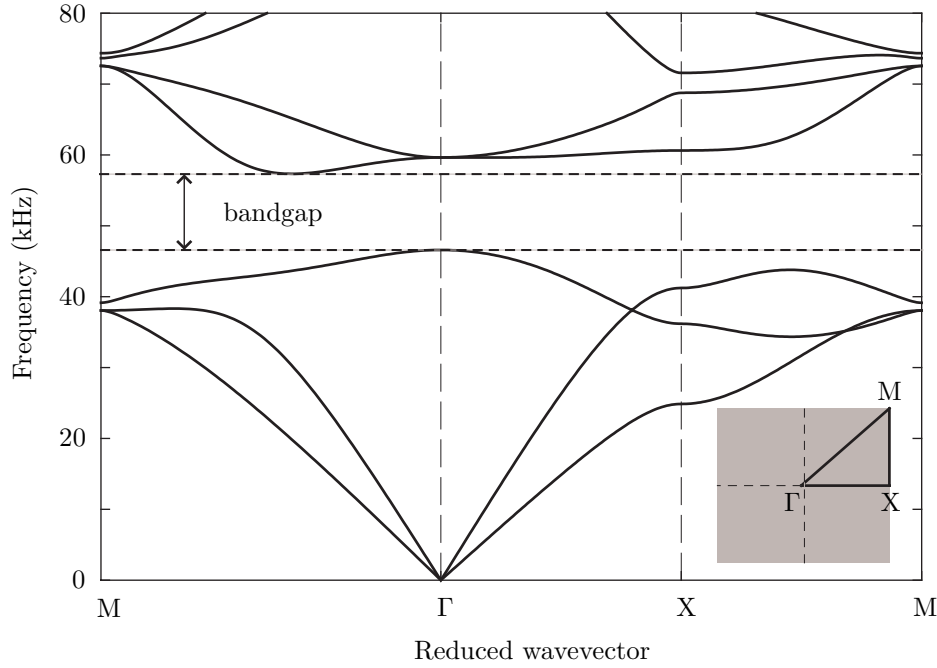 80
60
40
20
0
Frequency (kHz)
bandgap
M
Γ
X
M
Γ
X
M
Reduced wavevector